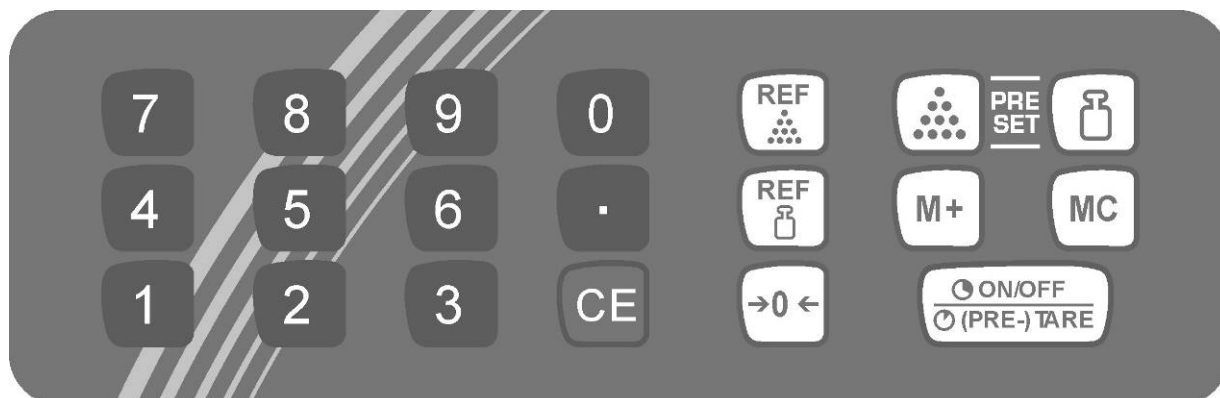 7 8 9 0 REF PRE SET
4 5 6 . REF M+ MC
1 2 3 CE →0← ON/OFF
(PRE-) TARE